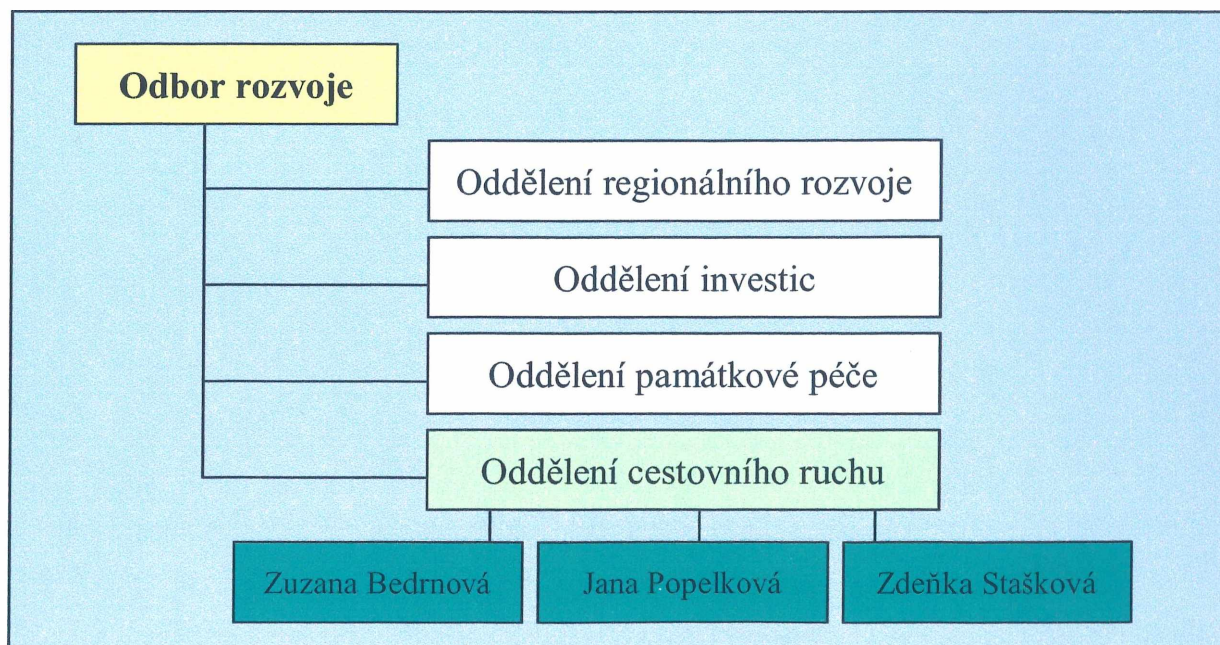 Odbor rozvoje
Oddělení regionálního rozvoje
Oddělení investic
Oddělení památkové péče
Oddělení cestovního ruchu
Zuzana Bedrnová
Jana Popelková
Zdeňka Stašková